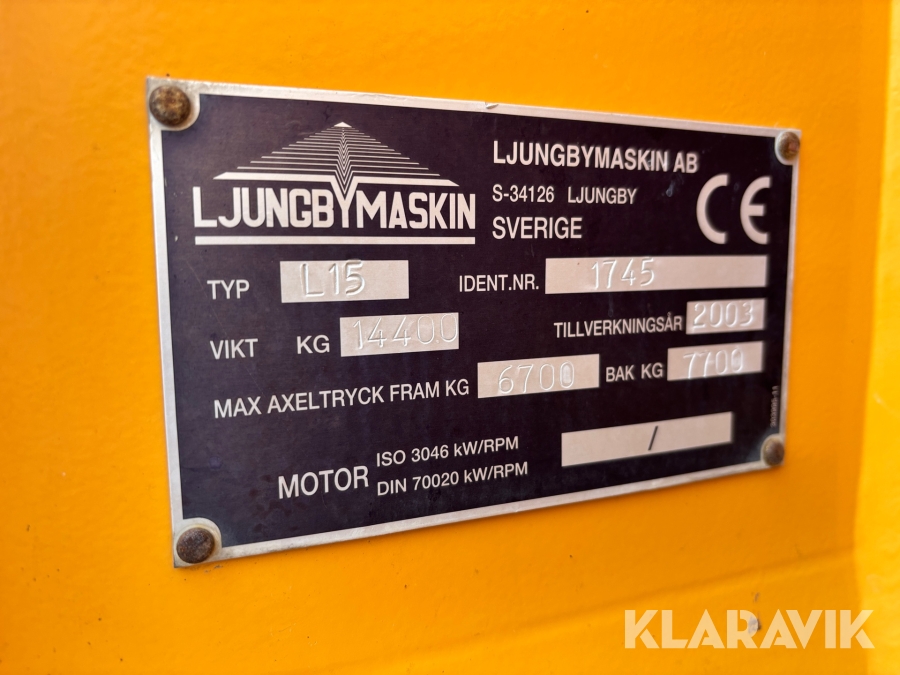 LJUNGBYMASKIN
LJUNGBYMASKIN AB
S-34126 LJUNGBY
SVERIGE
CE
TYP L15 IDENT.NR. 1745
VIKT KG 14400 TILLVERKNINGSÅR 2003
MAX AXELTRYCK FRAM KG 6700 BAK KG 7700
MOTOR ISO 3046 kW/RPM /
DIN 70020 kW/RPM
KLARAVIK